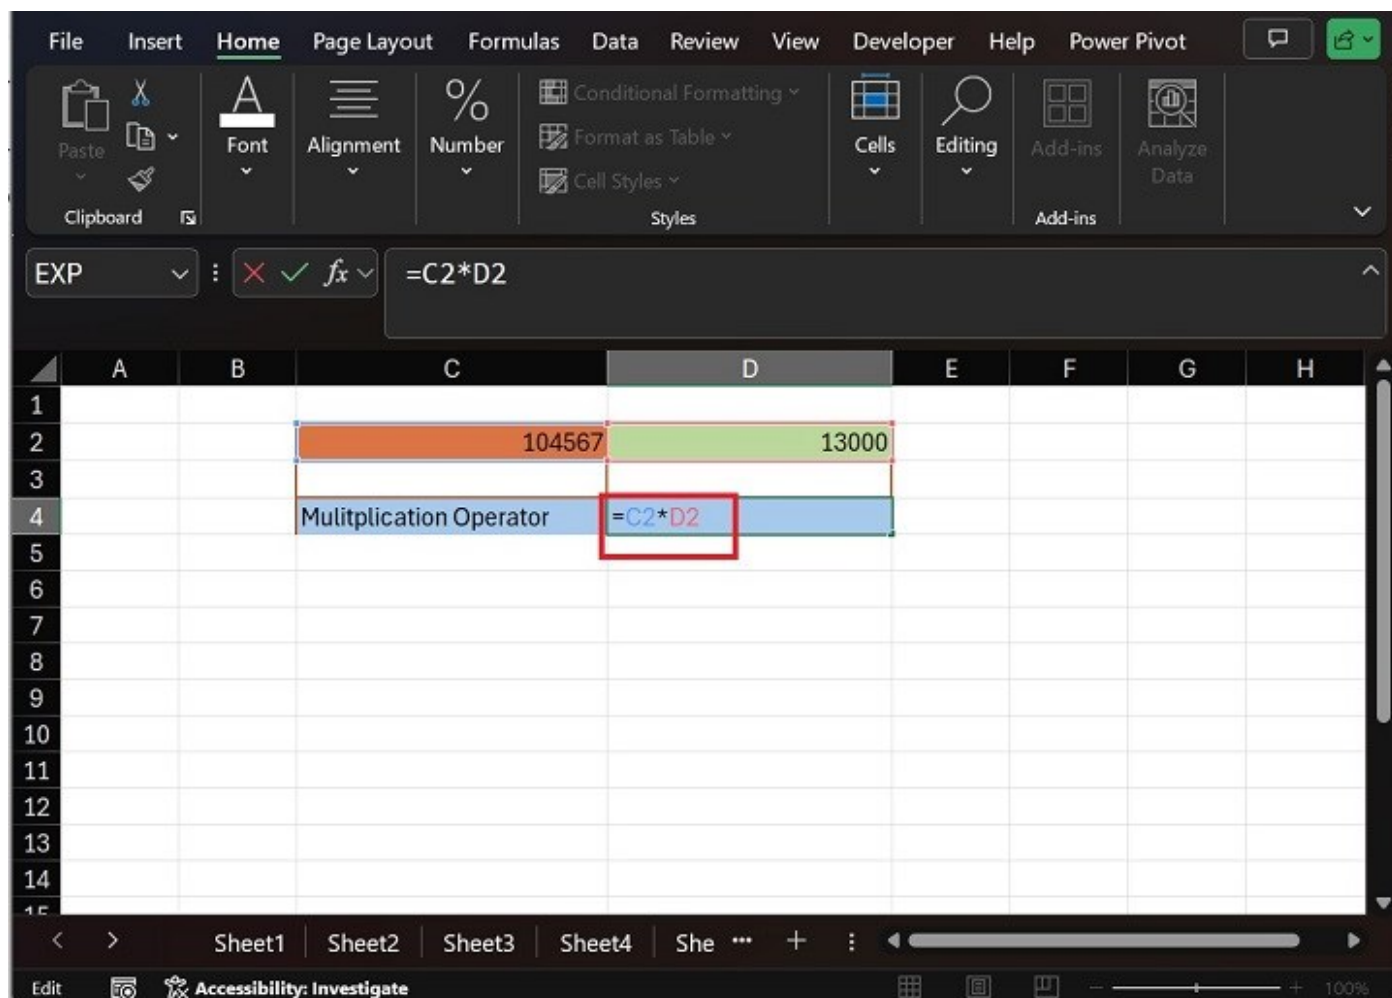 File Insert Home Page Layout Formulas Data Review View Developer Help Power Pivot
Paste
Font
Alignment
Number
Conditional Formatting
Format as Table
Cell Styles
Cells
Editing
Add-ins
Analyze
Data
Clipboard
Styles
Add-ins
EXP
fx
=C2*D2
A B C D E F G H
1
2 104567 13000
3
4 Mulitplication Operator =C2*D2
5
6
7
8
9
10
11
12
13
14
15
Sheet1 Sheet2 Sheet3 Sheet4 She ...
Edit Accessibility: Investigate 100%